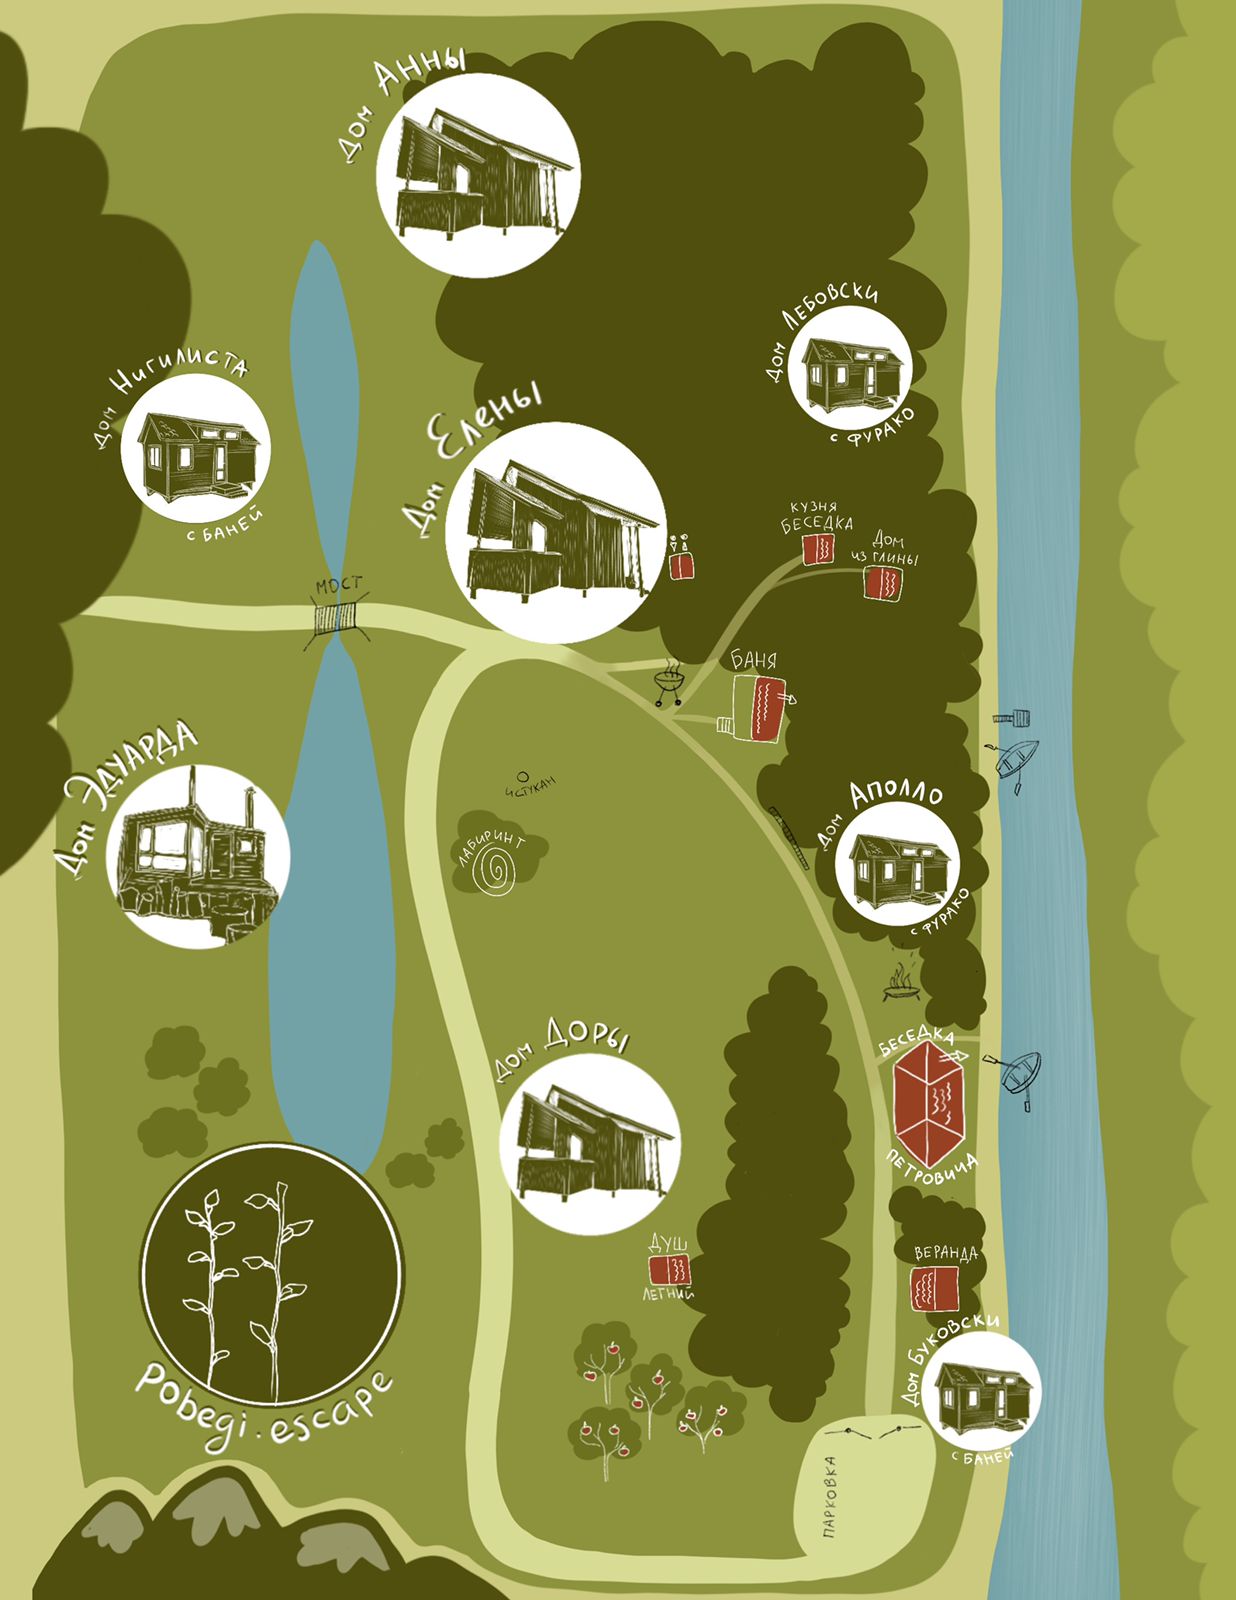 Дом Анны
Дом Лебовски
с фурако
Дом Нигилиста
с баней
Дом Елены
кузня
беседка
Дом
из глины
мост
баня
Дом Эдуарда
истукан
лабиринт
Дом Аполло
с фурако
Дом Доры
беседка
Петровича
душ
летний
веранда
Дом Буковски
с баней
pobegi.escape
парковка